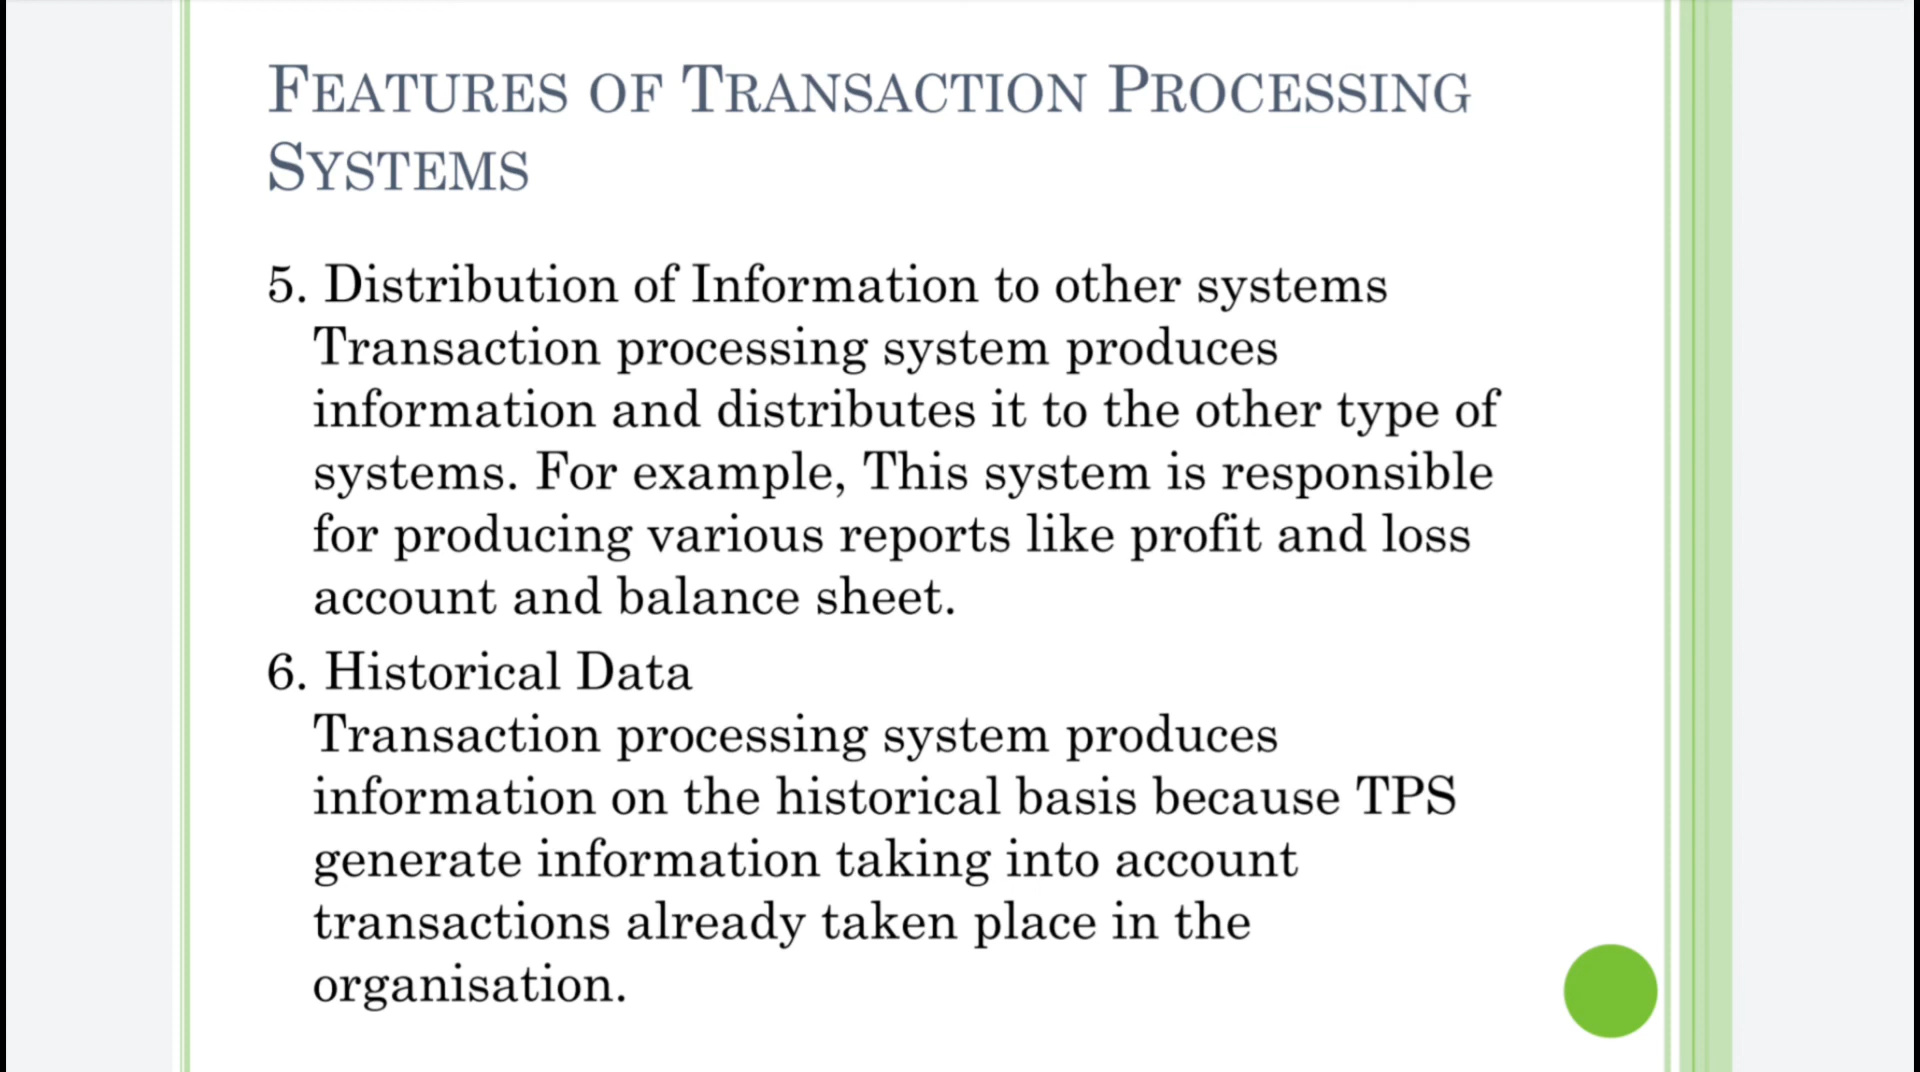 FEATURES OF TRANSACTION PROCESSING
SYSTEMS
5. Distribution of Information to other systems
Transaction processing system produces
information and distributes it to the other type of
systems. For example, This system is responsible
for producing various reports like profit and loss
account and balance sheet.
6. Historical Data
Transaction processing system produces
information on the historical basis because TPS
generate information taking into account
transactions already taken place in the
organisation.